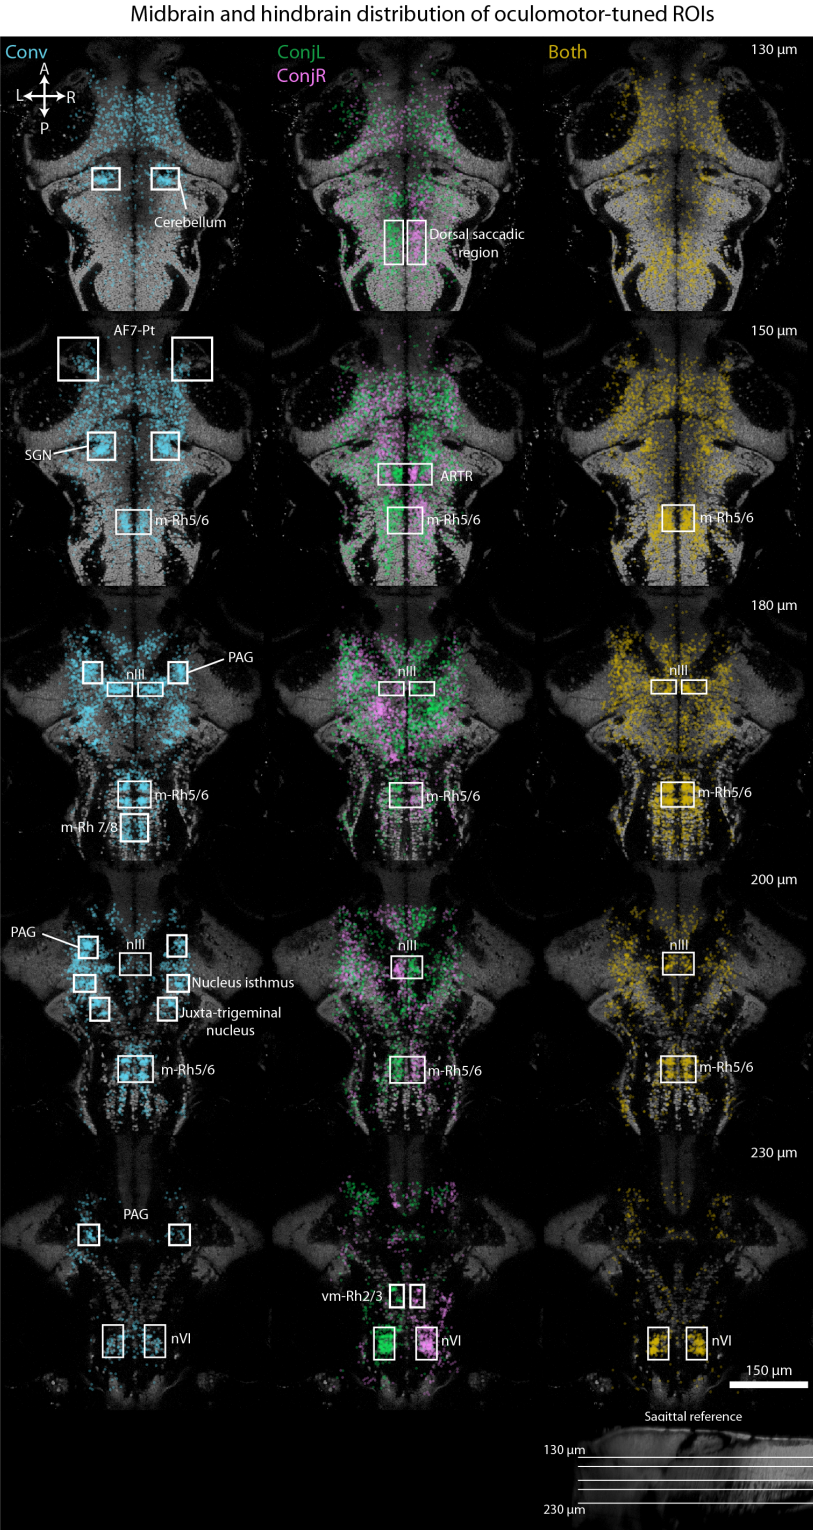 Midbrain and hindbrain distribution of oculomotor-tuned ROIs
Conv
ConjL
ConjR
Both
130 µm
A
L
R
P
Cerebellum
Dorsal saccadic
region
AF7-Pt
150 µm
SGN
ARTR
m-Rh5/6
m-Rh5/6
m-Rh5/6
180 µm
PAG
nIII
nIII
nIII
m-Rh5/6
m-Rh5/6
m-Rh5/6
m-Rh 7/8
200 µm
PAG
nIII
nIII
nIII
Nucleus isthmus
Juxta-trigeminal
nucleus
m-Rh5/6
m-Rh5/6
m-Rh5/6
230 µm
PAG
vm-Rh2/3
nVI
nVI
150 µm
Sagittal reference
130 µm
230 µm